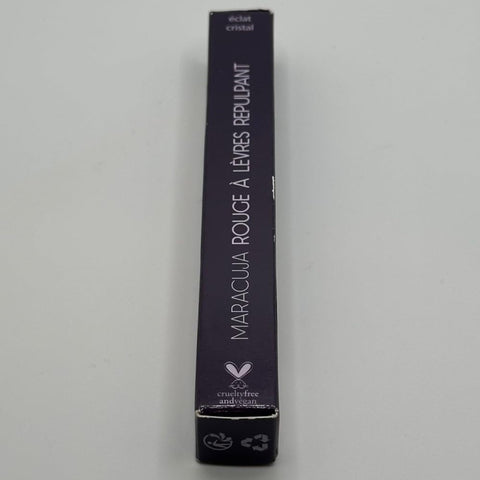 éclat
cristal
MARACUJA ROUGE À LÈVRES REPULPANT
crueltyfree
andvegan